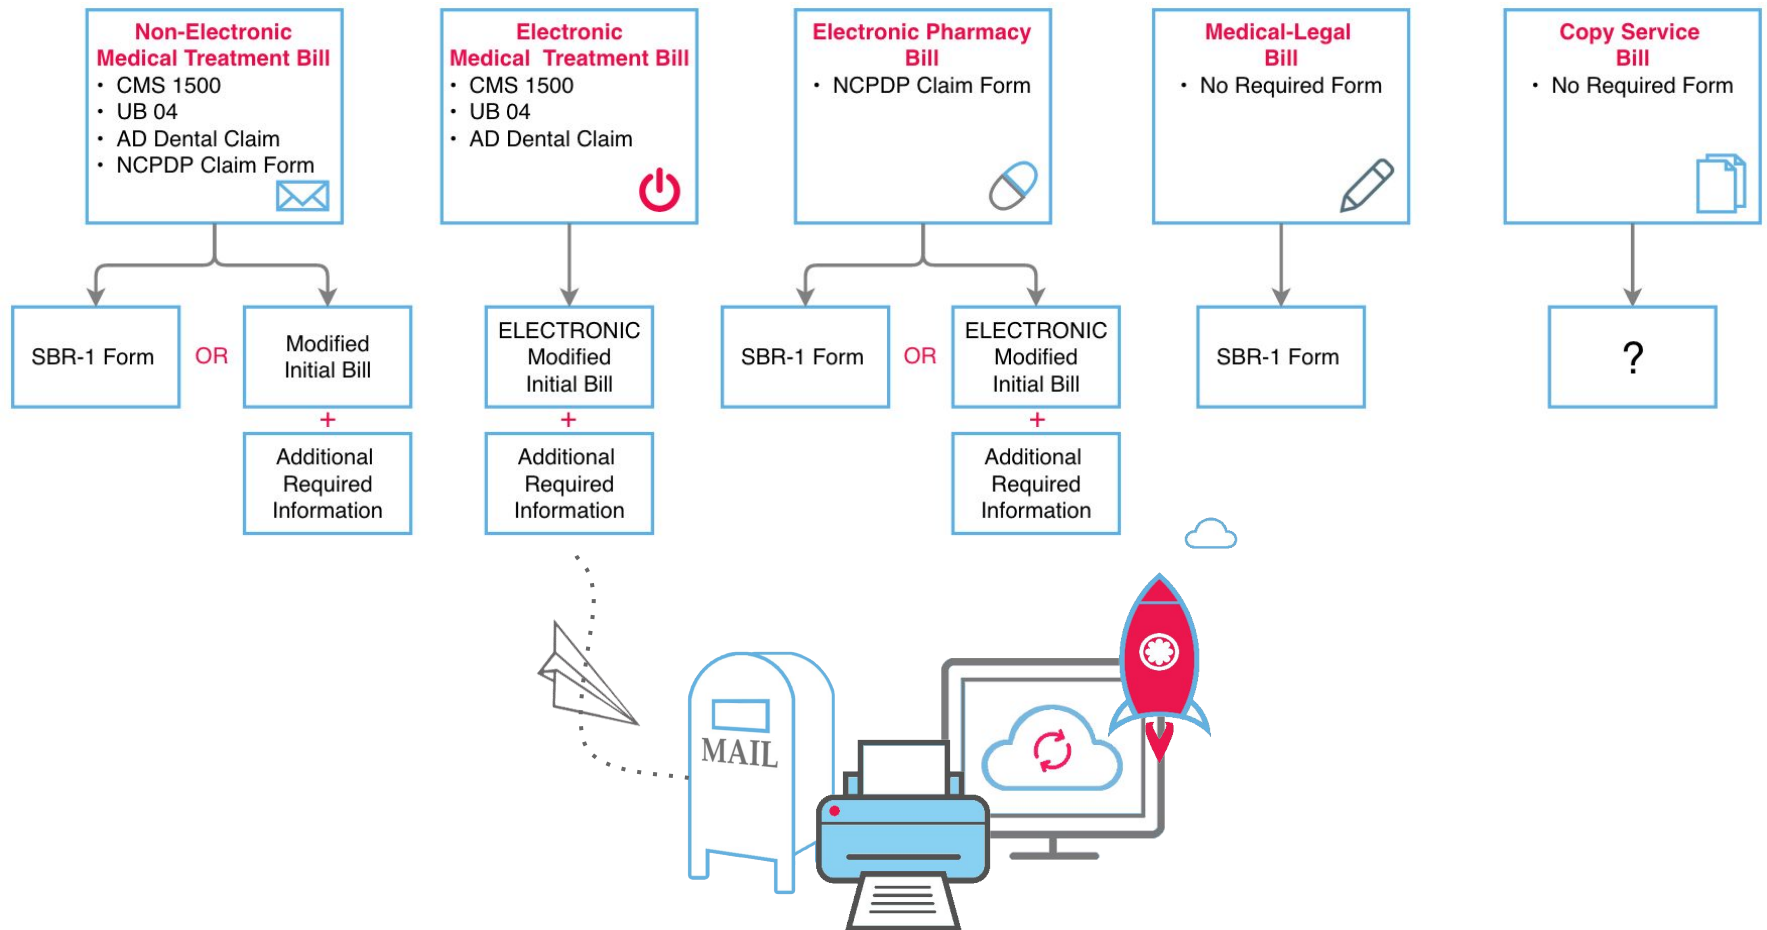 Non-Electronic
Medical Treatment Bill
• CMS 1500
• UB 04
• AD Dental Claim
• NCPDP Claim Form
Electronic
Medical Treatment Bill
• CMS 1500
• UB 04
• AD Dental Claim
Electronic Pharmacy
Bill
• NCPDP Claim Form
Medical-Legal
Bill
• No Required Form
Copy Service
Bill
• No Required Form
SBR-1 Form
OR
Modified
Initial Bill
+
Additional
Required
Information
ELECTRONIC
Modified
Initial Bill
+
Additional
Required
Information
SBR-1 Form
OR
ELECTRONIC
Modified
Initial Bill
+
Additional
Required
Information
SBR-1 Form
?
MAIL